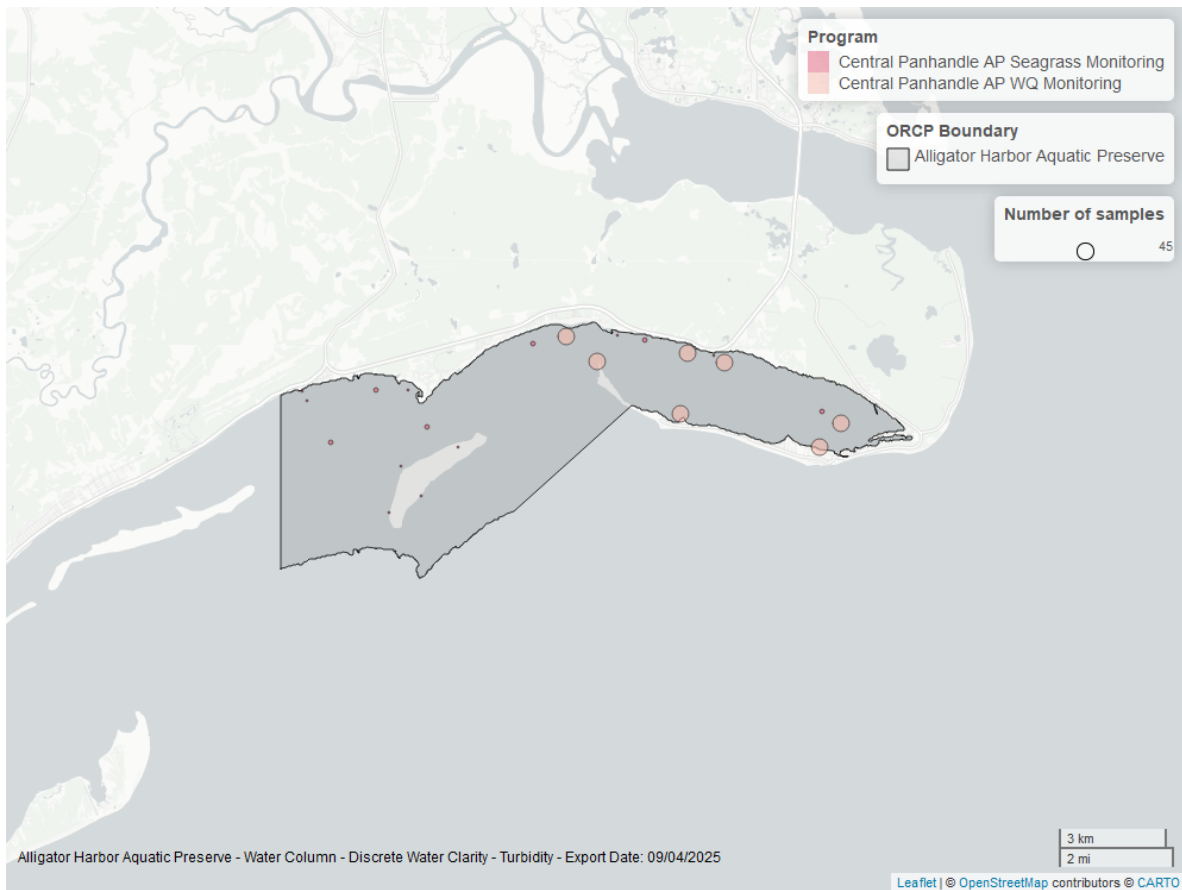 Program
Central Panhandle AP Seagrass Monitoring
Central Panhandle AP WQ Monitoring
ORCP Boundary
Alligator Harbor Aquatic Preserve
Number of samples
45
3 km
2 mi
Alligator Harbor Aquatic Preserve - Water Column - Discrete Water Clarity - Turbidity - Export Date: 09/04/2025
Leaflet | © OpenStreetMap contributors © CARTO